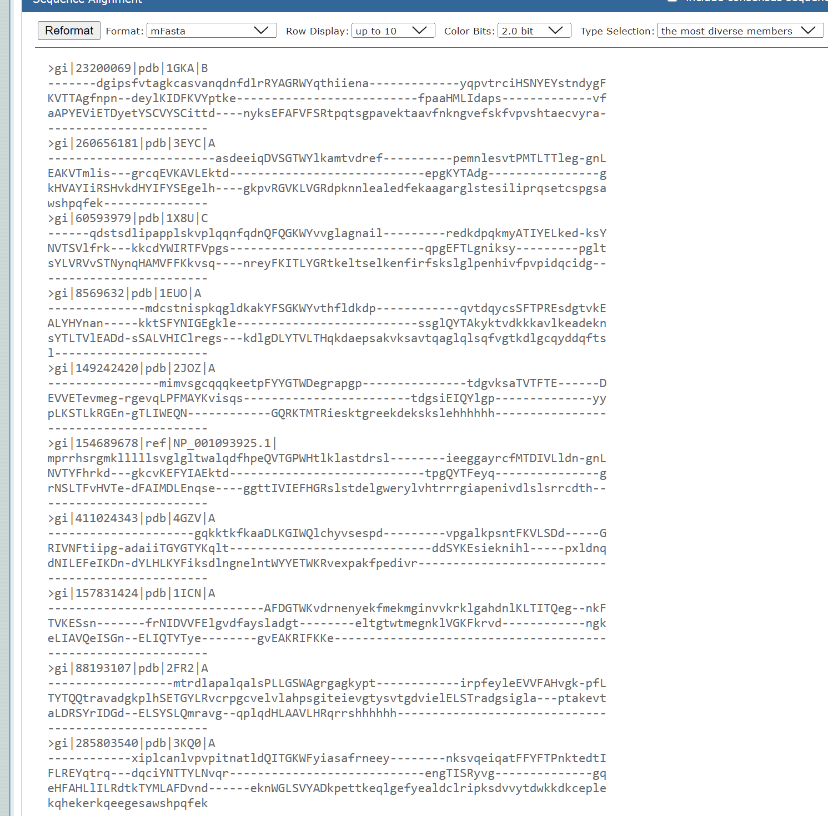 Sequence Alignment
Reformat Format: mFasta Row Display: up to 10 Color Bits: 2.0 bit Type Selection: the most diverse members
>gi|23200069|pdb|1GKA|B
-------dgipsfvtagkcasvanqdnfdlrRYAGRWYqthiiena-------------yqpvtrciHSNYEYstndygF
KVTTAgfnpn--deylKIDFKVYptke--------------------------fpaaHMLIdaps-------------vf
aAPYEViETDyetYSCVYSCittd----nyksEFAFVFSRtpqtsgpavektaavfnkngvefskfvpvshtaecvyra-
-----------------------
>gi|260656181|pdb|3EYC|A
------------------------asdeeiqDVSGTWYlkamtvdref----------pemnlesvtPMTLTTleg-gnL
EAKVTmlis---grcqEVKAVLEktd----------------------------epgKYTADg----------------g
kHVAYIiRSHvkdHYIFYSEgelh----gkpvRGVKLVGRdpknnlealedfekaagarglstesiliprqsetcspgsa
wshpqfek---------------
>gi|60593979|pdb|1X8U|C
------qdstsdlipapplskvplqqnfqdnQFQGKWYvvglagnail---------redkdpqkmyATIYELked-ksY
NVTSVlfrk---kkcdYWIRTFVpgs----------------------------qpgEFTLgniksy---------pglt
sYLVRVvSTNynqHAMVFFKkvsq----nreyFKITLYGRtkeltselkenfirfskslglpenhivfpvpidqcidg--
-----------------------
>gi|8569632|pdb|1EUO|A
--------------mdcstnispkqgldkakYFSGKWYvthfldkdp------------qvtdqycsSFTPREsdgtvkE
ALYHYnan-----kktSFYNIGEgkle--------------------------ssglQYTAkyktvdkkkavlkeadekn
sYTLTVlEADd-sSALVHIClregs---kdlgDLYTVLTHqkdaepsakvksavtqaglqlsqfvgtkdlgcqyddqfts
l----------------------
>gi|149242420|pdb|2JOZ|A
----------------mimvsgcqqqkeetpFYYGTWDegrapgp---------------tdgvksaTVTFTE------D
EVVETevmeg-rgevqLPFMAYKvisqs------------------------tdgsiEIQYlgp--------------yy
pLKSTLkRGEn-gTLIWEQN------------GQRKTMTRiesktgreekdekskslehhhhhh----------------
-----------------------
>gi|154689678|ref|NP_001093925.1|
mprrhsrgmklllllsvglgltwalqdfhpeQVTGPWHtlklastdrsl--------ieeggayrcfMTDIVLldn-gnL
NVTYFhrkd---gkcvKEFYIAEktd----------------------------tpgQYTFeyq---------------g
rNSLTFvHVTe-dFAIMDLEnqse----ggttIVIEFHGRslstdelgwerylvhtrrrgiapenivdlslsrrcdth--
-----------------------
>gi|411024343|pdb|4GZV|A
---------------------gqkktkfkaaDLKGIWQlchyvsespd---------vpgalkpsntFKVLSDd-----G
RIVNFtiipg-adaiiTGYGTYKqlt-----------------------------ddSYKEsieknihl-----pxldnq
dNILEFeIKDn-dYLHLKYFiksdlngnelntWYYETWKRvexpakfpedivr---------------------------
-----------------------
>gi|157831424|pdb|1ICN|A
-------------------------------AFDGTWKvdrnenyekfmekmginvvkrklgahdnlKLTITQeg--nkF
TVKESsn-------frNIDVVFElgvdfaysladgt--------eltgtwtmegnklVGKFkrvd------------ngk
eLIAVQeISGn--ELIQTYTye--------gvEAKRIFKKe---------------------------------------
-----------------------
>gi|88193107|pdb|2FR2|A
------------------mtrdlapalqalsPLLGSWAgrgagkypt------------irpfeyleEVVFAHvgk-pfL
TYTQQtravadgkplhSETGYLRvcrpgcvelvlahpsgiteievgtysvtgdvielELSTradgsigla---ptakevt
aLDRSYrIDGd--ELSYSLQmravg--qplqdHLAAVLHRqrrshhhhhh------------------------------
-----------------------
>gi|285803540|pdb|3KQ0|A
------------xiplcanlvpvpitnatldQITGKWFyiasafrneey--------nksvqeiqatFFYFTPnktedtI
FLREYqtrq---dqciYNTTYLNvqr----------------------------engTISRyvg--------------gq
eHFAHLlILRdtkTYMLAFDvnd------eknWGLSVYADkpettkeqlgefyealdclripksdvvytdwkkdkceple
kqhekerkqeegesawshpqfek